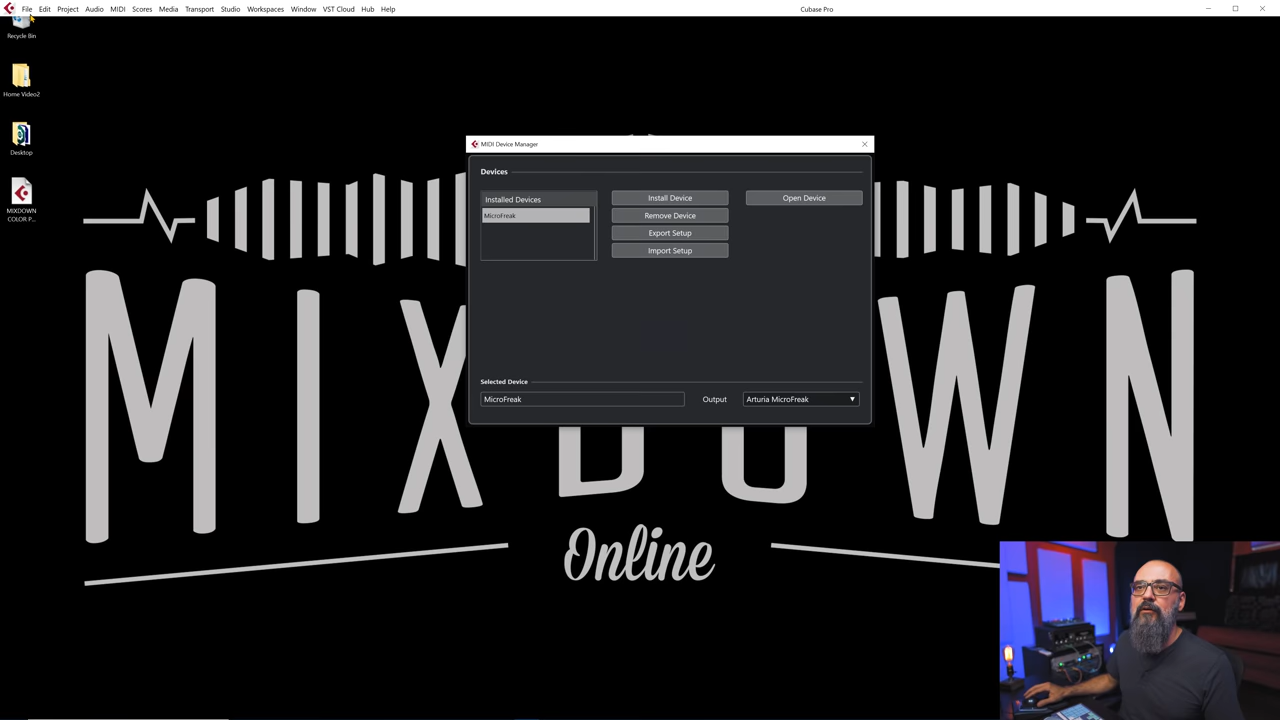 File Edit Project Audio MIDI Scores Media Transport Studio Workspaces Window VST Cloud Hub Help
Cubase Pro
Recycle Bin
Home Video2
Desktop
MIXDOWN
COLOR P...
MIDI Device Manager
Devices
Installed Devices
MicroFreak
Install Device
Remove Device
Export Setup
Import Setup
Open Device
Selected Device
MicroFreak
Output
Arturia MicroFreak
MIXDOWN
Online